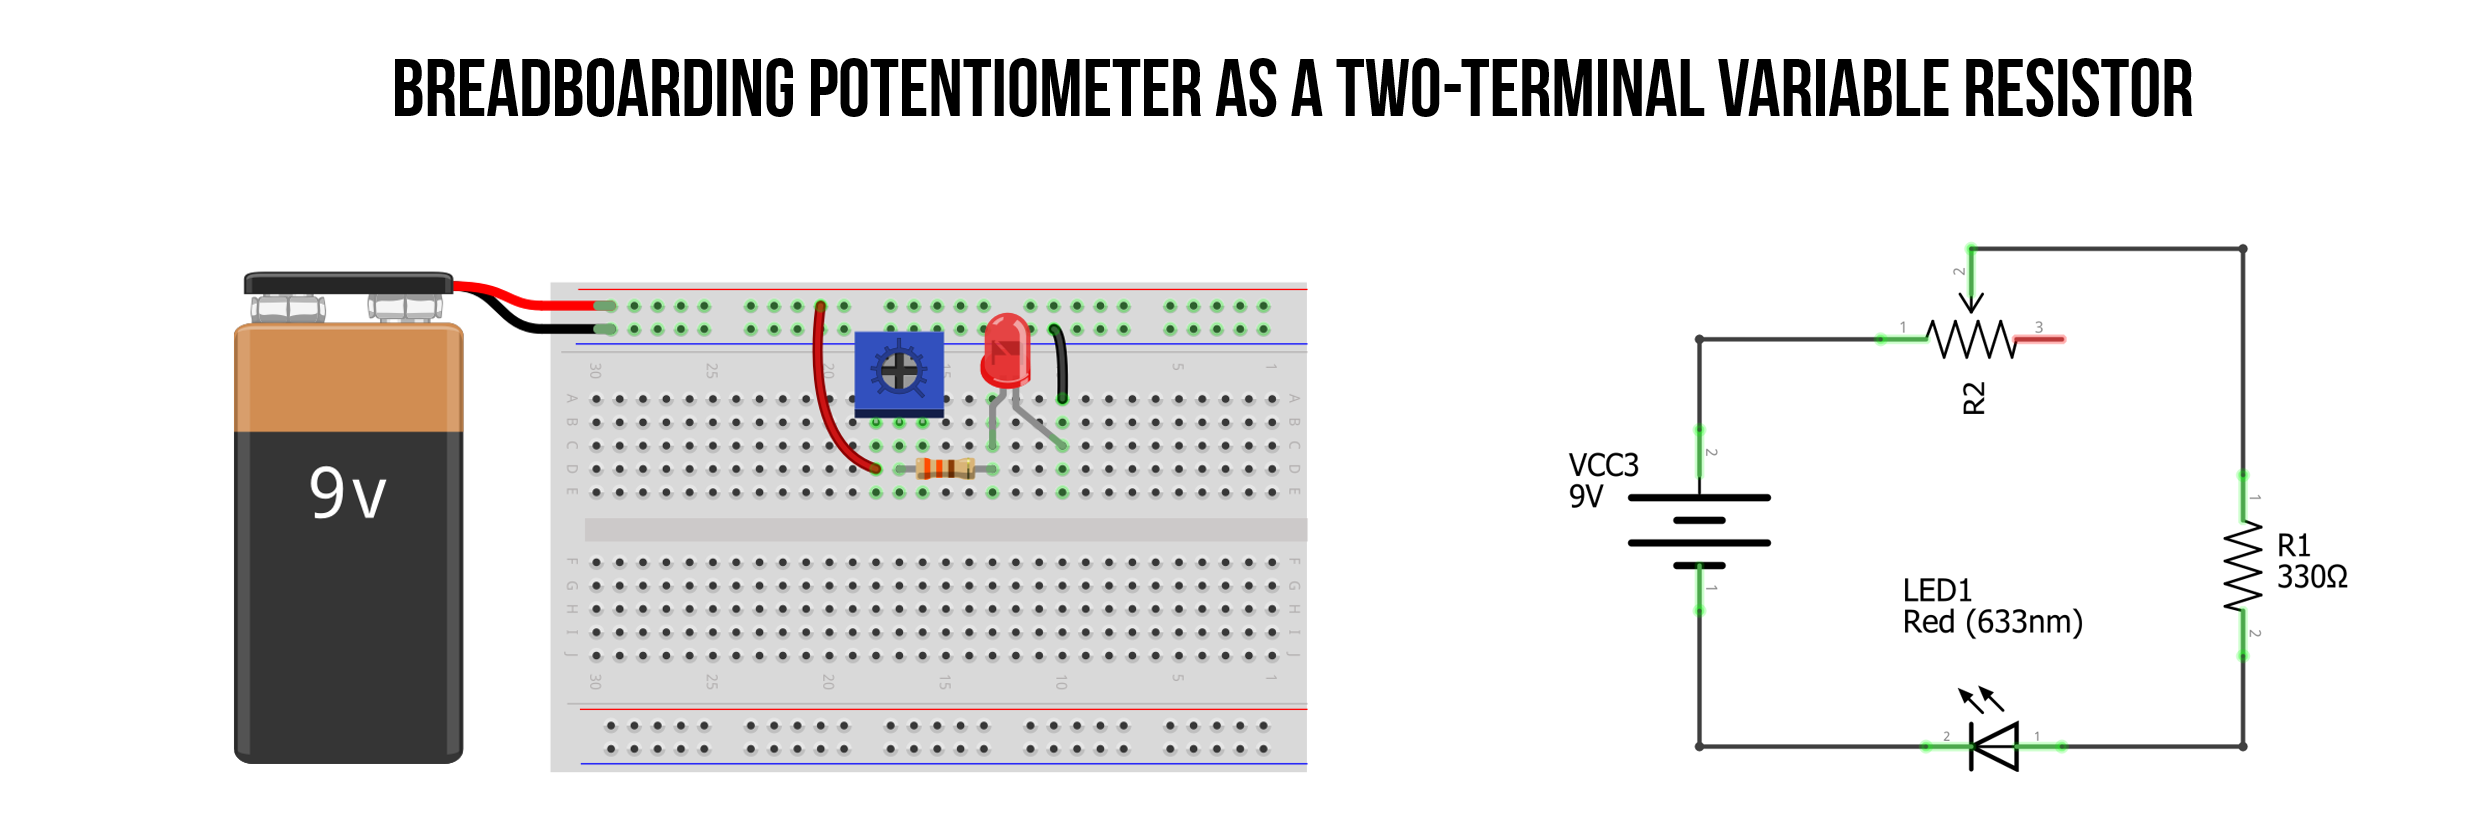 BREADBOARDING POTENTIOMETER AS A TWO-TERMINAL VARIABLE RESISTOR
9v
30 25 20 15 5 1
A A
B B
C C
D D
E E
F F
G G
H H
I I
J J
30 25 20 15 10 5 1
2
1 3
R2
2
VCC3
9V
1
1
R1
330Ω
2
LED1
Red (633nm)
2 1